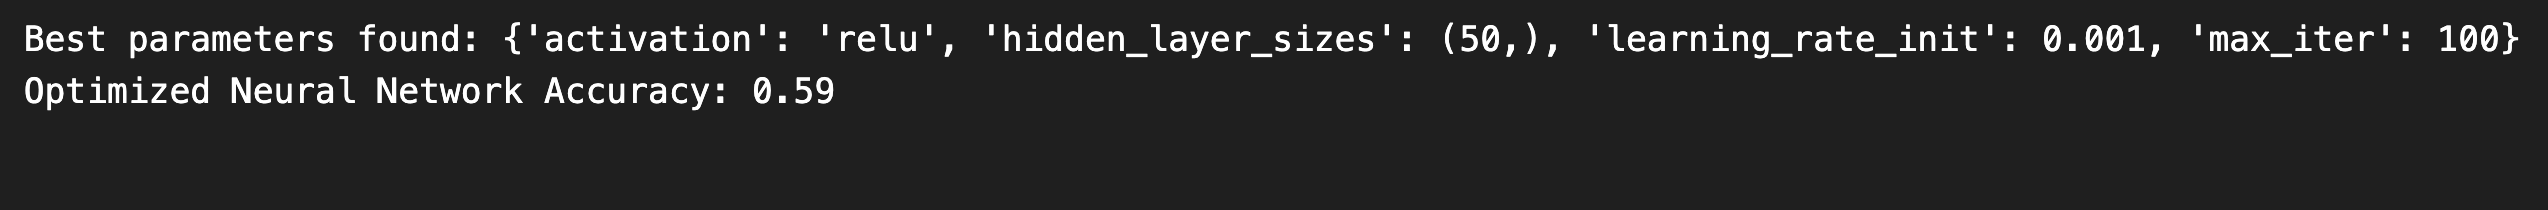 Best parameters found: {'activation': 'relu', 'hidden_layer_sizes': (50,), 'learning_rate_init': 0.001, 'max_iter': 100}
Optimized Neural Network Accuracy: 0.59